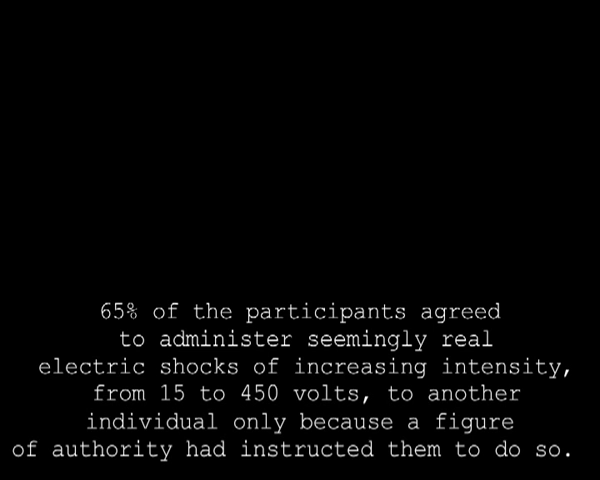 65% of the participants agreed
to administer seemingly real
electric shocks of increasing intensity,
from 15 to 450 volts, to another
individual only because a figure
of authority had instructed them to do so.